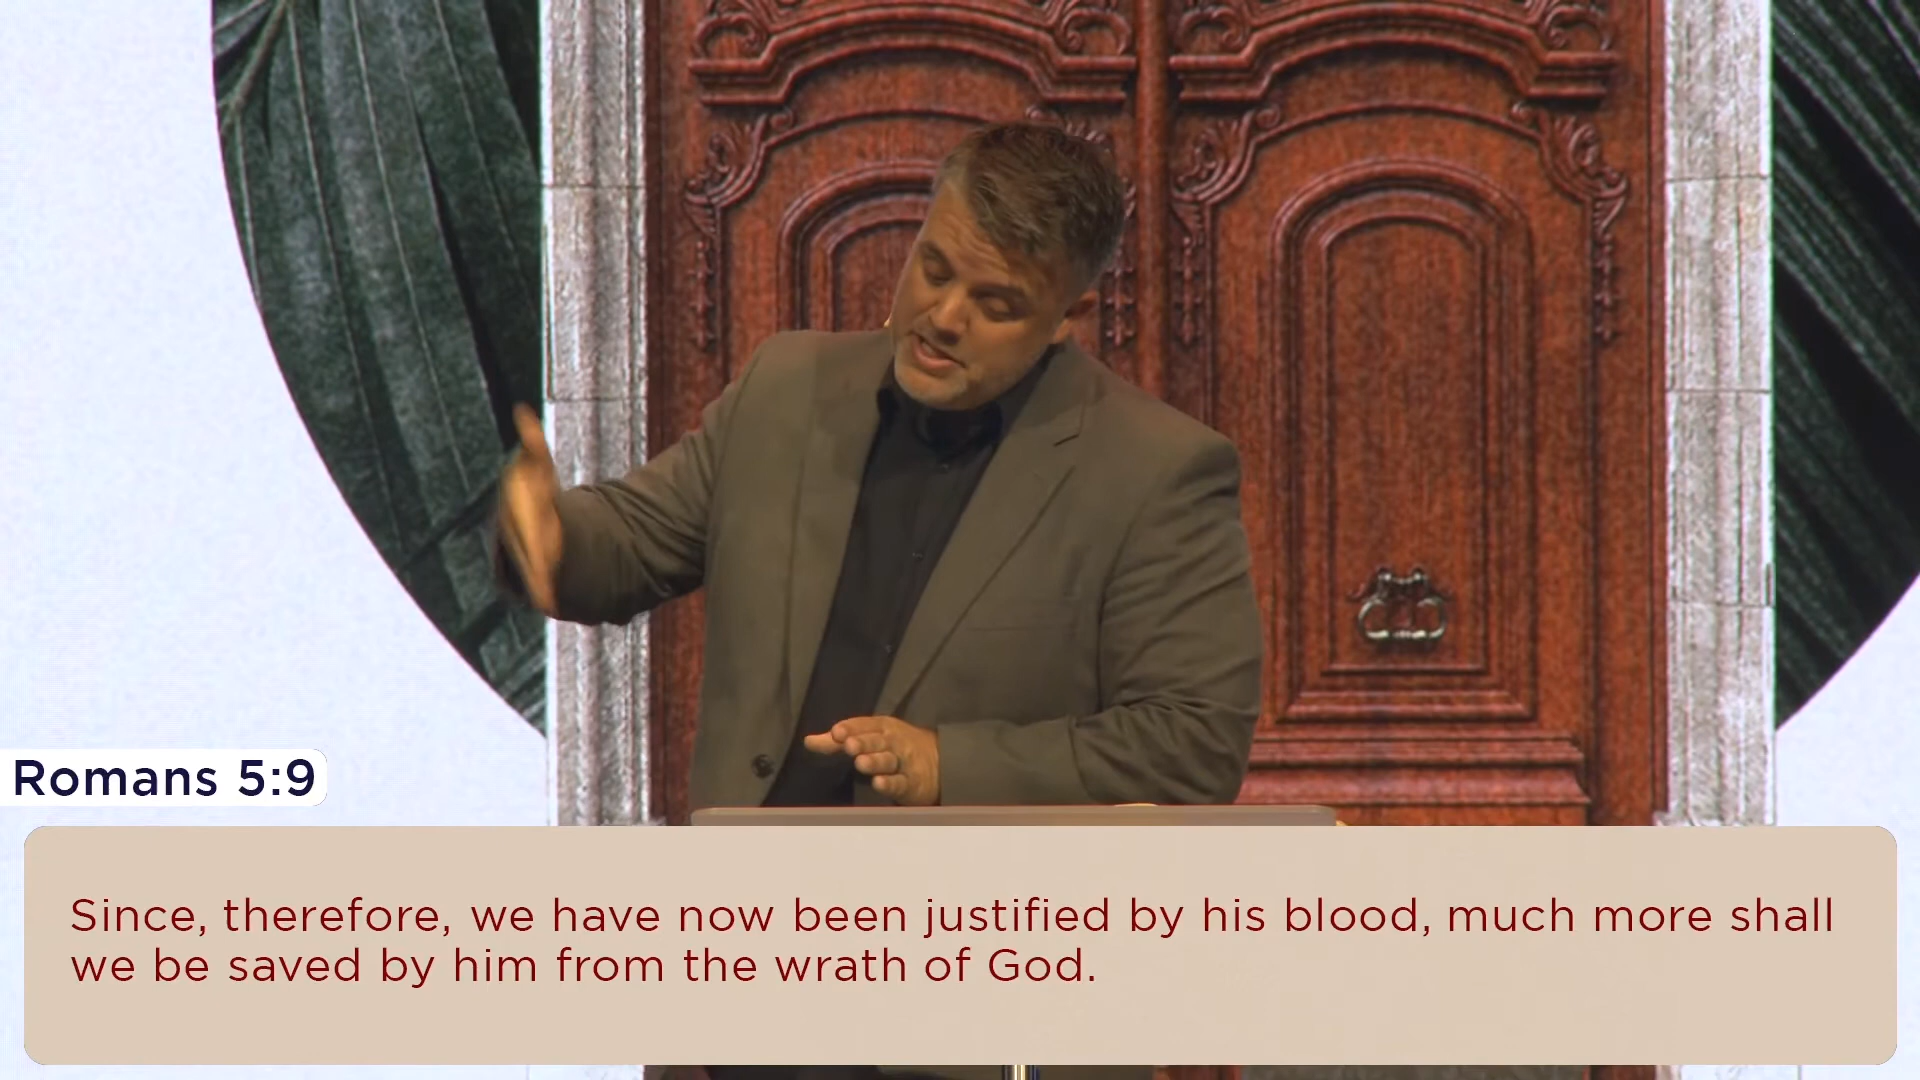 Romans 5:9
Since, therefore, we have now been justified by his blood, much more shall
we be saved by him from the wrath of God.